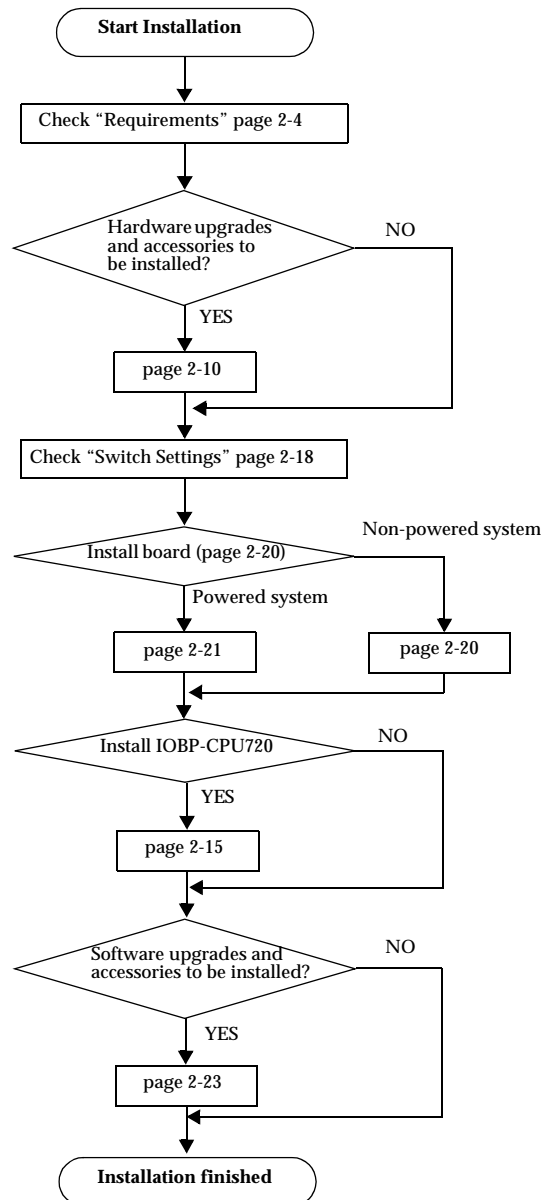 Start Installation
Check “Requirements” page 2-4
Hardware upgrades
and accessories to
be installed?
NO
YES
page 2-10
Check “Switch Settings” page 2-18
Non-powered system
Install board (page 2-20)
Powered system
page 2-21
page 2-20
Install IOBP-CPU720
NO
YES
page 2-15
Software upgrades and
accessories to be installed?
NO
YES
page 2-23
Installation finished